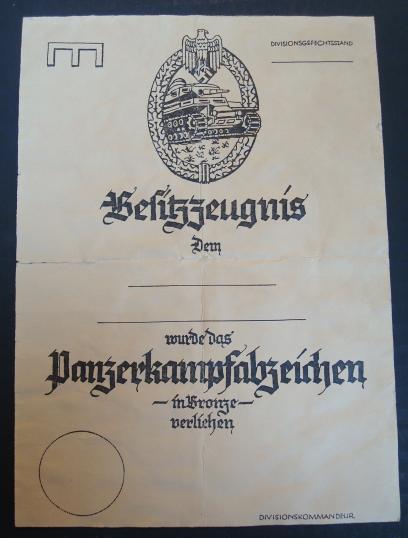 DIVISIONSGEFECHTSSTAND
Besitzzeugnis
Dem
wurde das
Panzerkampfabzeichen
— in Bronze —
verliehen
DIVISIONSKOMMANDEUR